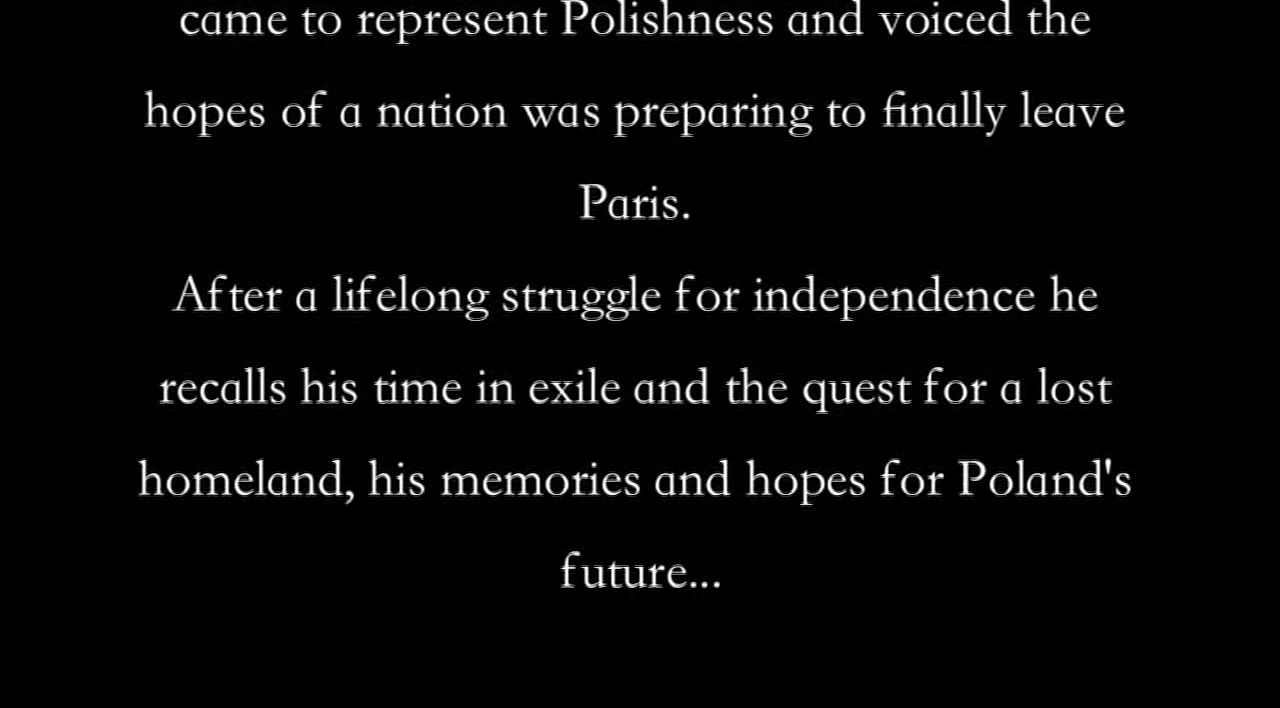 came to represent Polishness and voiced the
hopes of a nation was preparing to finally leave
Paris.
After a lifelong struggle for independence he
recalls his time in exile and the quest for a lost
homeland, his memories and hopes for Poland's
future...